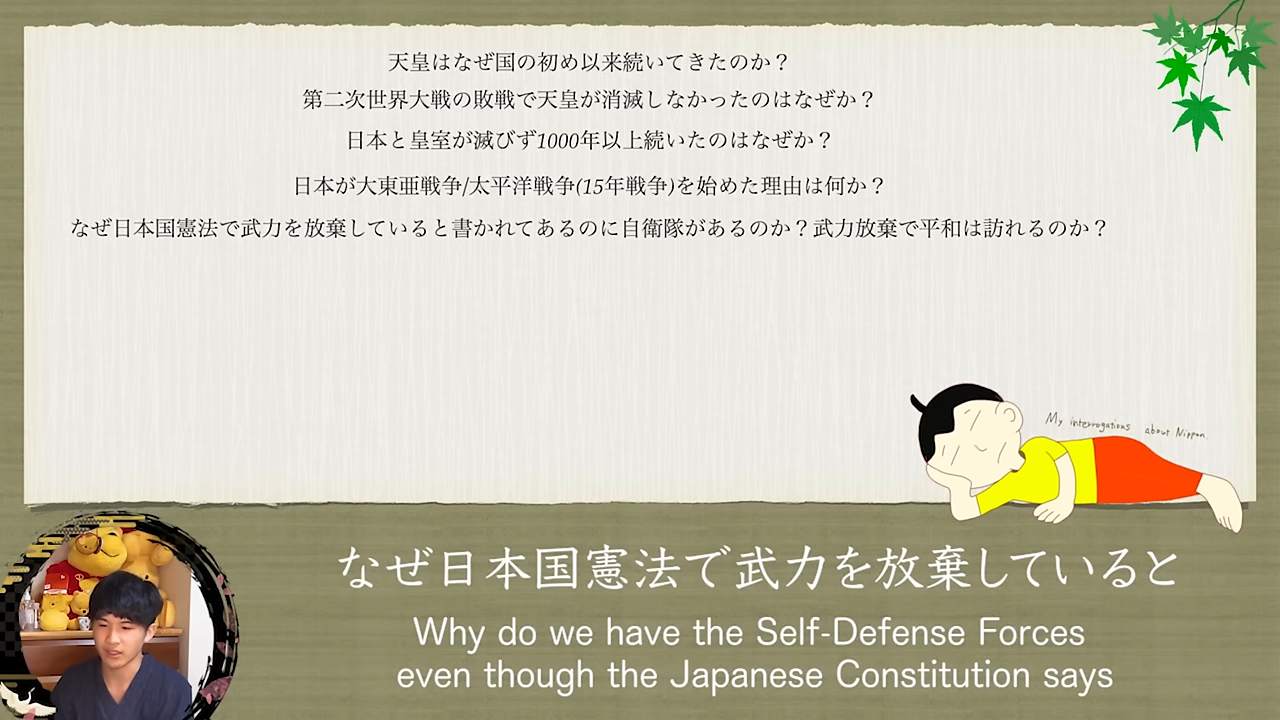 天皇はなぜ国の初め以来続いてきたのか？
第二次世界大戦の敗戦で天皇が消滅しなかったのはなぜか？
日本と皇室が滅びず1000年以上続いたのはなぜか？
日本が大東亜戦争/太平洋戦争(15年戦争)を始めた理由は何か？
なぜ日本国憲法で武力を放棄していると書かれてあるのに自衛隊があるのか？武力放棄で平和は訪れるのか？
My interrogations about Nippon.
なぜ日本国憲法で武力を放棄していると
Why do we have the Self-Defense Forces
even though the Japanese Constitution says